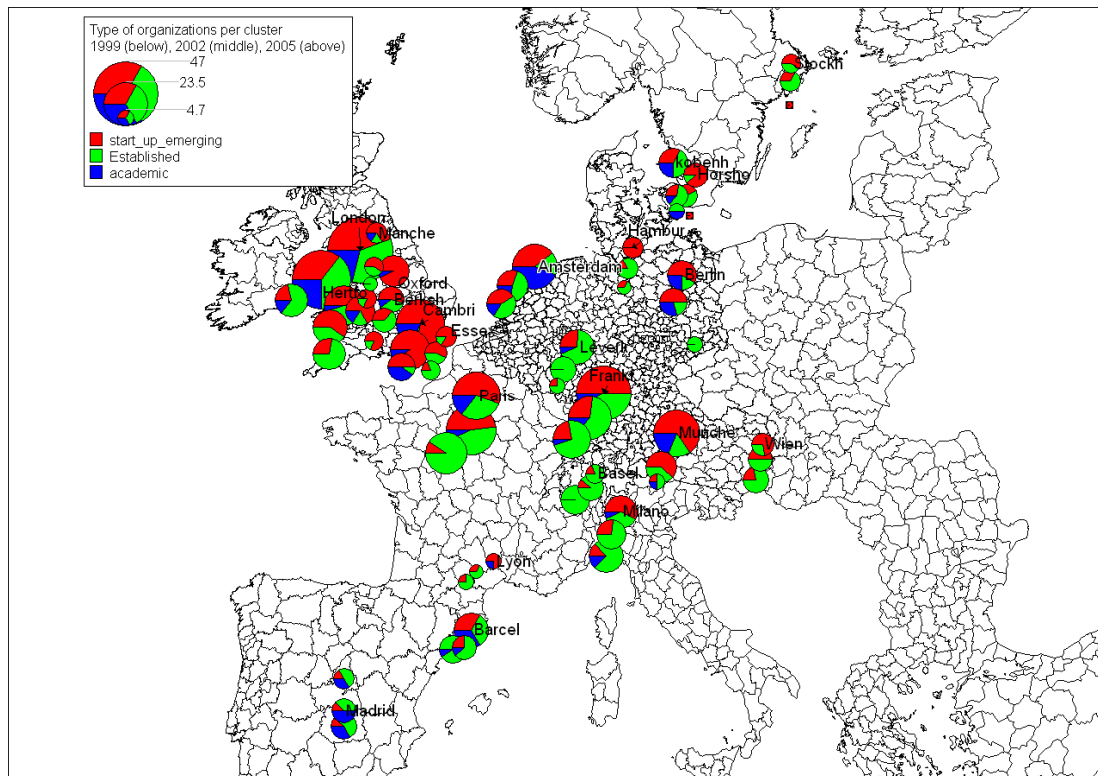 Type of organizations per cluster
1999 (below), 2002 (middle), 2005 (above)
47
23.5
4.7
start_up_emerging
Established
academic
Stockh
kobenh
Horsho
London
Manche
Hambur
Amsterdam
Berlin
Oxford
Hertfo
Berksh
Cambri
Esses
Leverk
Frankf
Paris
Munche
Wien
Basel
Milano
Lyon
Barcel
Madrid